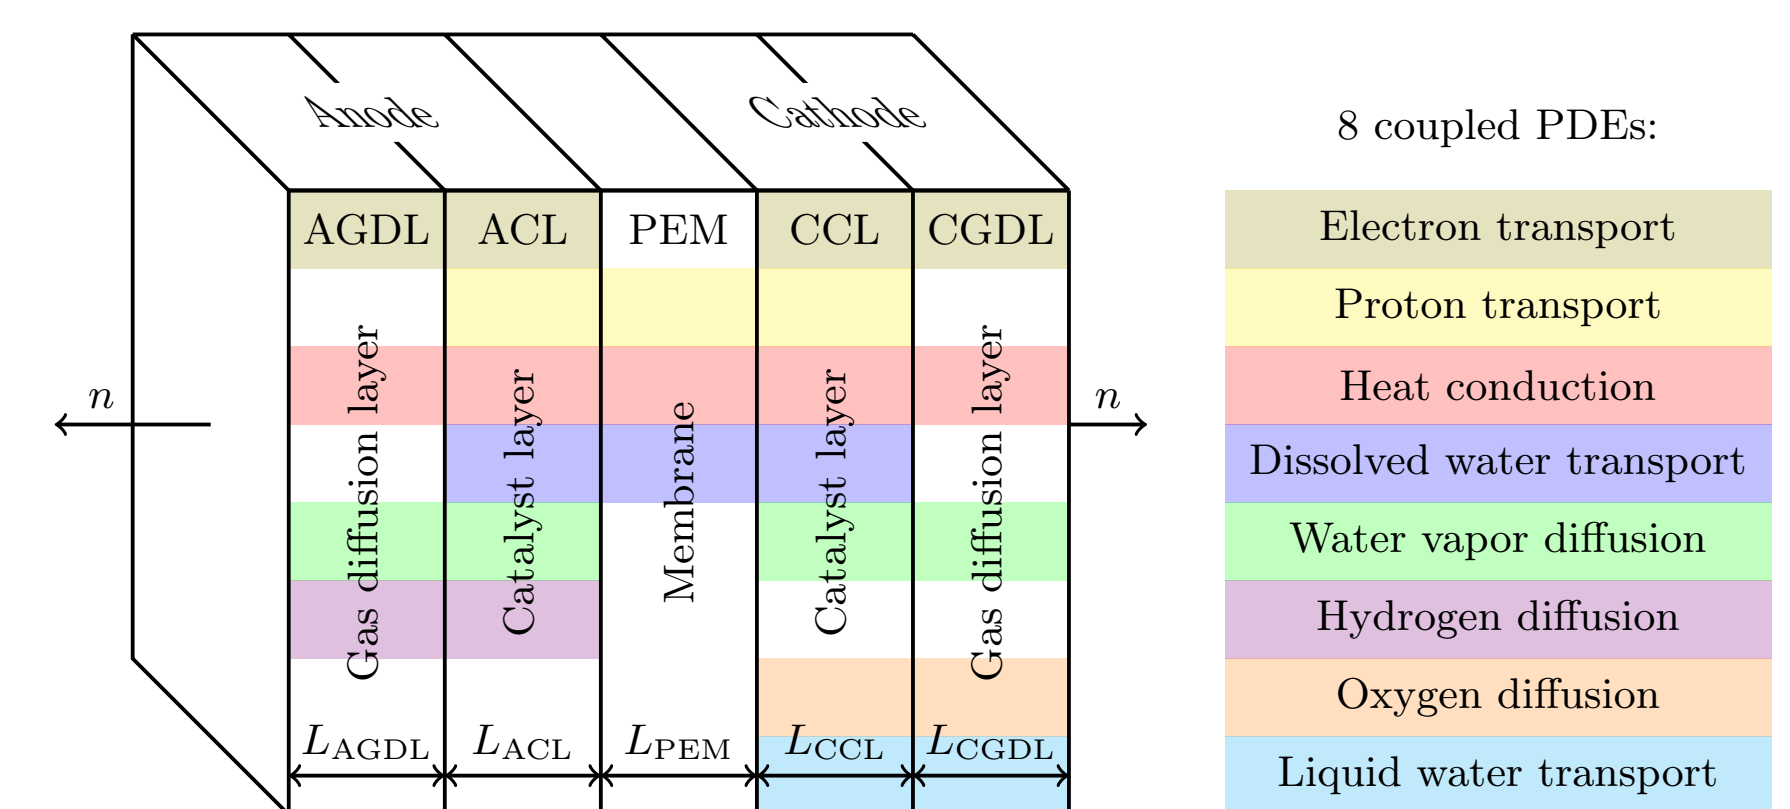 Anode
Cathode
8 coupled PDEs:
AGDL
ACL
PEM
CCL
CGDL
Gas diffusion layer
Catalyst layer
Membrane
Catalyst layer
Gas diffusion layer
n
n
L_AGDL
L_ACL
L_PEM
L_CCL
L_CGDL
Electron transport
Proton transport
Heat conduction
Dissolved water transport
Water vapor diffusion
Hydrogen diffusion
Oxygen diffusion
Liquid water transport